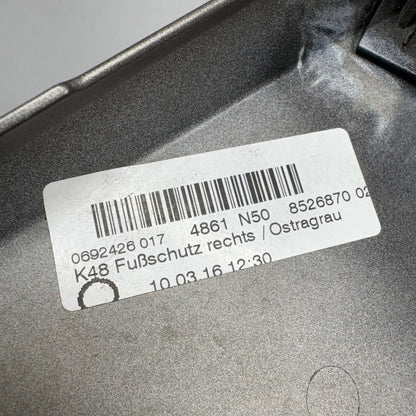 0692426 017 4861 N50 8526870 02
K48 Fußschutz rechts / Ostragrau
10.03.16 12:30